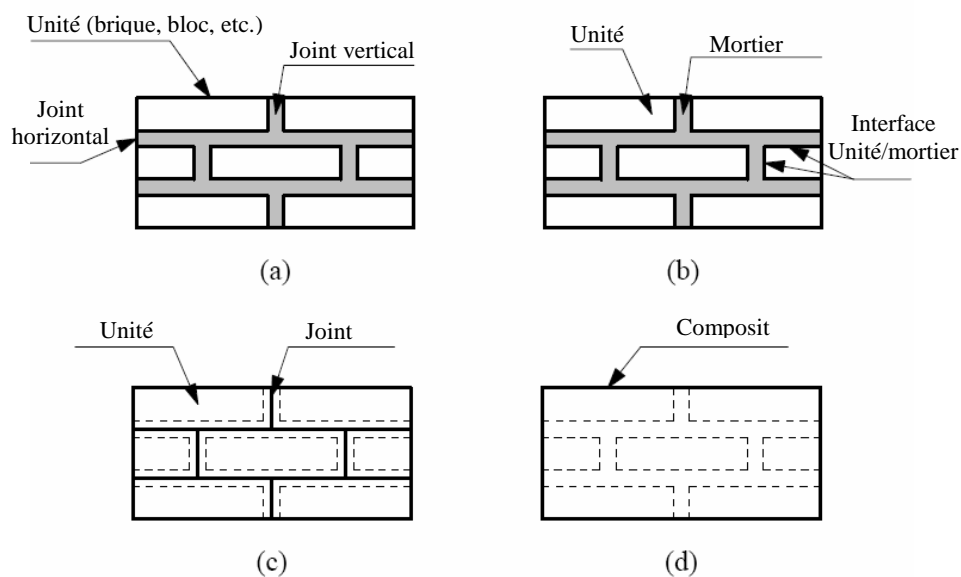 Unité (brique, bloc, etc.)
Joint vertical
Joint
horizontal
(a)
Unité
Mortier
Interface
Unité/mortier
(b)
Unité
Joint
(c)
Composit
(d)